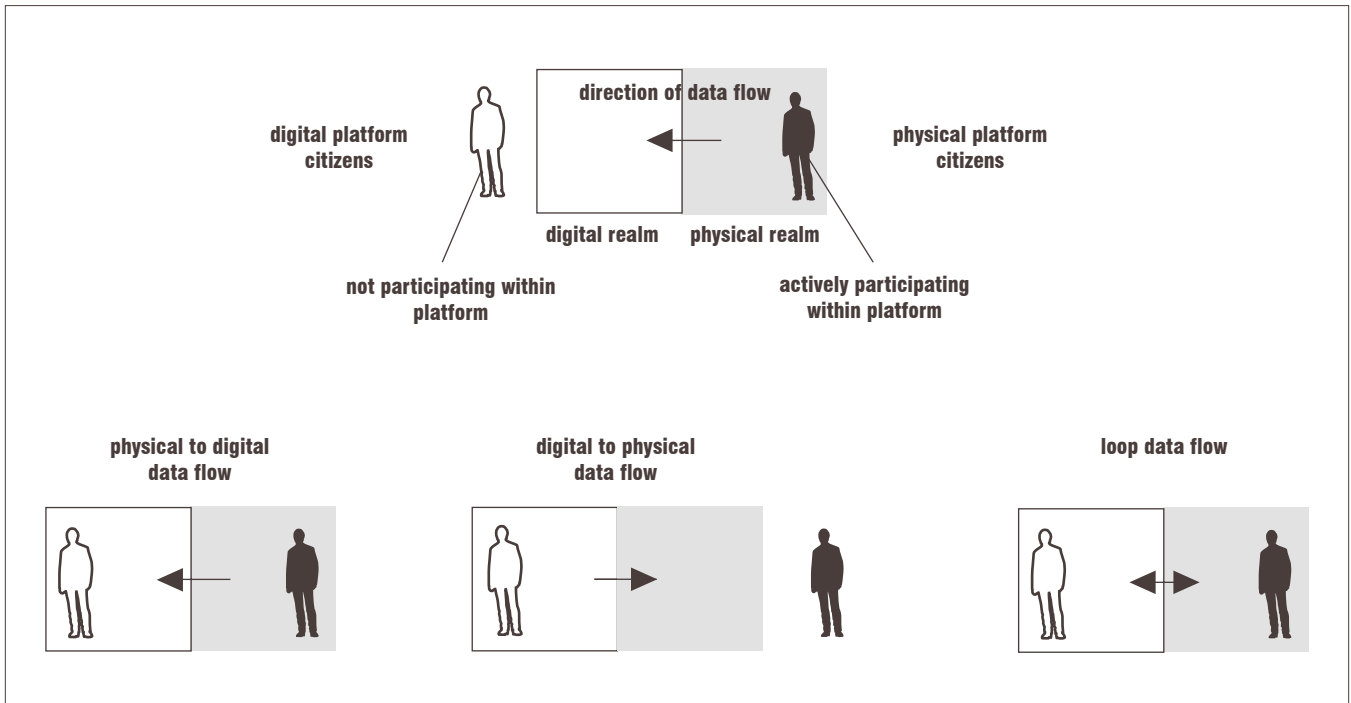 direction of data flow
digital platform
citizens
physical platform
citizens
digital realm
physical realm
not participating within
platform
actively participating
within platform
physical to digital
data flow
digital to physical
data flow
loop data flow